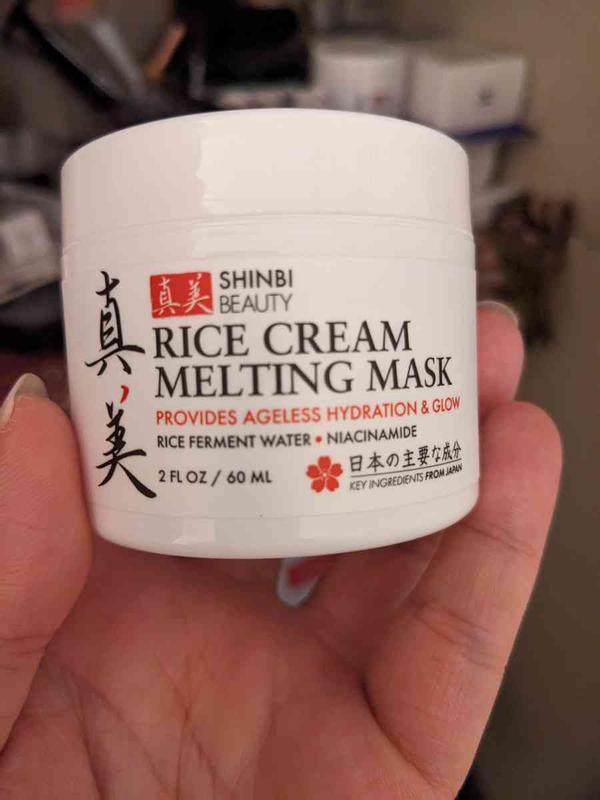 真美
真美
SHINBI
BEAUTY
RICE CREAM
MELTING MASK
PROVIDES AGELESS HYDRATION & GLOW
RICE FERMENT WATER • NIACINAMIDE
2 FL OZ / 60 ML
日本の主要な成分
KEY INGREDIENTS FROM JAPAN